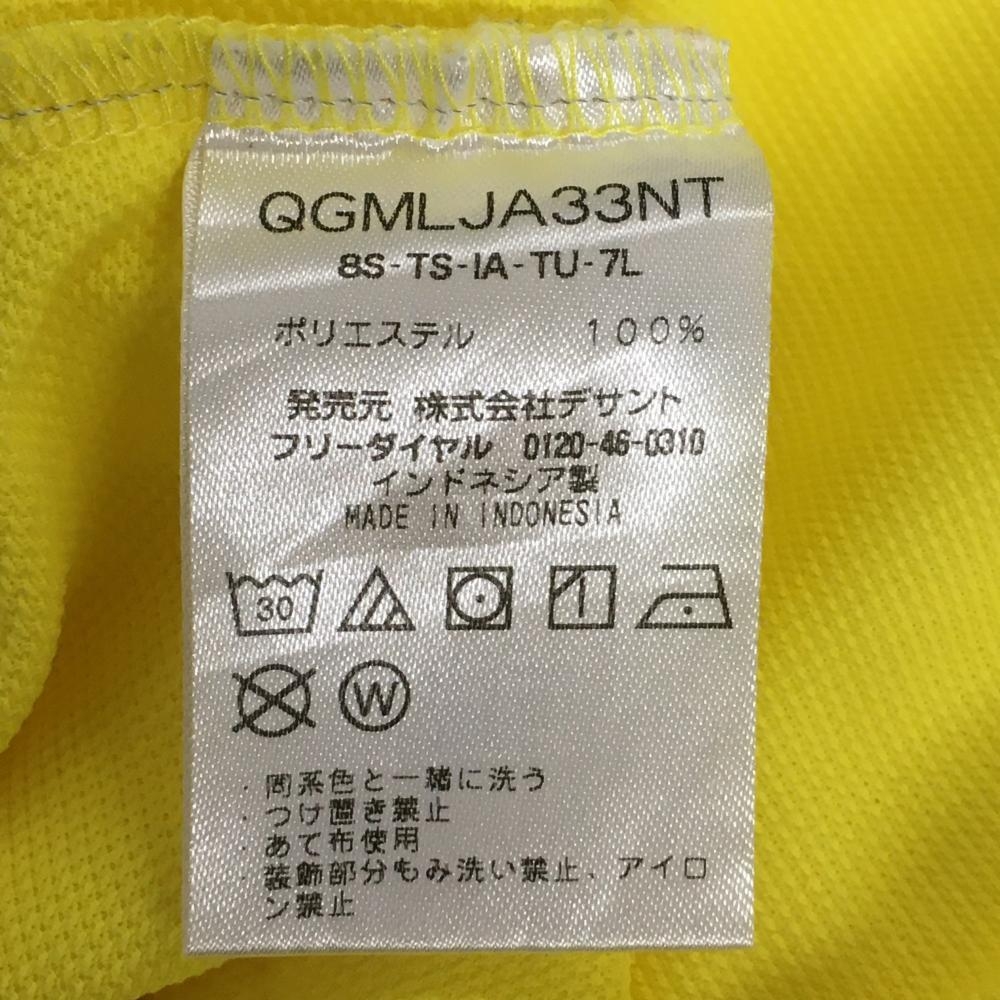 QGMLJA33NT
8S-TS-IA-TU-7L
ポリエステル 100%
発売元 株式会社デサント
フリーダイヤル 0120-46-0310
インドネシア製
MADE IN INDONESIA
30
W
・同系色と一緒に洗う
・つけ置き禁止
・あて布使用
・装飾部分もみ洗い禁止、アイロ
ン禁止